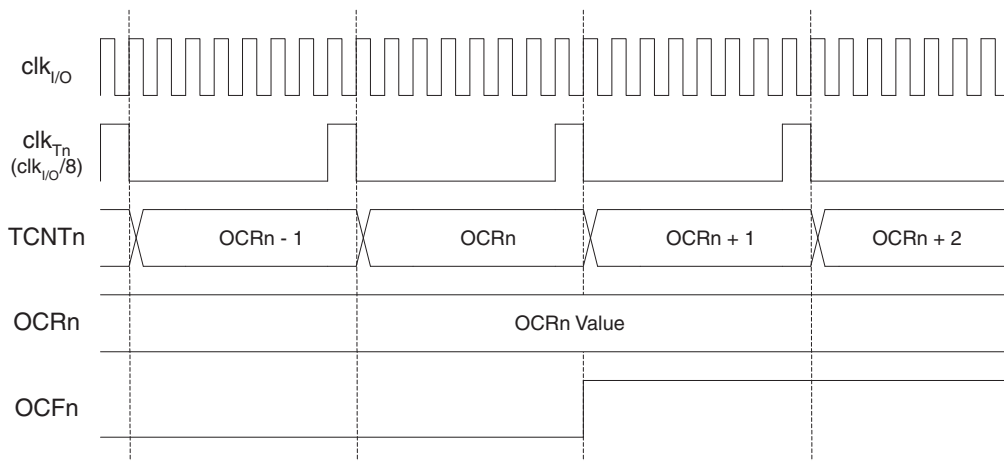 clkI/O
clkTn
(clkI/O/8)
TCNTn
OCRn - 1
OCRn
OCRn + 1
OCRn + 2
OCRn
OCRn Value
OCFn